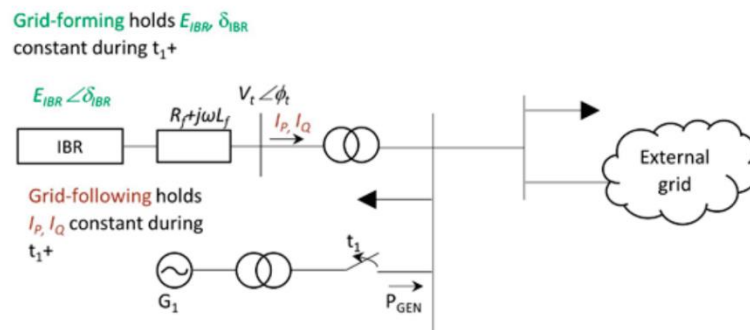 Grid-forming holds E_IBR, δ_IBR
constant during t₁+
E_IBR ∠δ_IBR
R_f+jωL_f
V_t ∠ϕ_t
I_P, I_Q
IBR
External
grid
Grid-following holds
I_P, I_Q constant during
t₁+
t₁
G₁
P_GEN